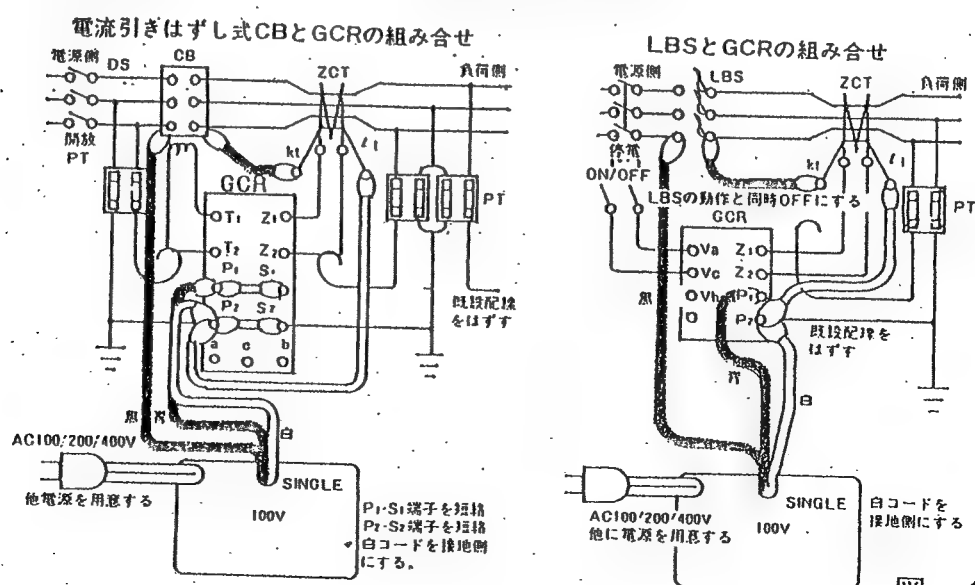 電流引きはずし式CBとGCRの組み合せ
電源側
DS
CB
ZCT
負荷側
開放
PT
kt
lt
GCR
T1
Z1
T2
Z2
P1
S1
P2
S2
a
c
b
PT
既設配線
をはずす
黒
白
AC100/200/400V
他電源を用意する
SINGLE
100V
P1-S1端子を短絡
P2-S2端子を短絡
白コードを接地側
にする。
LBSとGCRの組み合せ
電源側
LBS
ZCT
負荷側
停電
ON/OFF
kt
lt
LBSの動作と同時OFFにする
GCR
PT
Va
Z1
Vc
Z2
Vh
P1
P2
黒
既設配線を
はずす
白
AC100/200/400V
他に電源を用意する
SINGLE
100V
白コードを
接地側にする